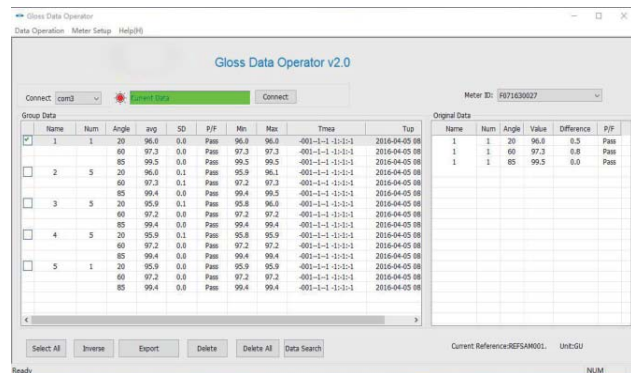 Gloss Data Operator
Data Operation Meter Setup Help(H)
Gloss Data Operator v2.0
Connect com3 Current Data Connect Meter ID: F071630027
Group Data Original Data
Name Num Angle avg SD P/F Min Max Tmea Tup
1 1 20 96.0 0.0 Pass 96.0 96.0 -001--1--1 -1:-1:-1 2016-04-05 08
60 97.3 0.0 Pass 97.3 97.3 -001--1--1 -1:-1:-1 2016-04-05 08
85 99.5 0.0 Pass 99.5 99.5 -001--1--1 -1:-1:-1 2016-04-05 08
2 5 20 96.0 0.1 Pass 95.9 96.1 -001--1--1 -1:-1:-1 2016-04-05 08
60 97.3 0.1 Pass 97.2 97.3 -001--1--1 -1:-1:-1 2016-04-05 08
85 99.4 0.0 Pass 99.4 99.5 -001--1--1 -1:-1:-1 2016-04-05 08
3 5 20 95.9 0.1 Pass 95.8 96.0 -001--1--1 -1:-1:-1 2016-04-05 08
60 97.2 0.0 Pass 97.2 97.2 -001--1--1 -1:-1:-1 2016-04-05 08
85 99.4 0.0 Pass 99.4 99.4 -001--1--1 -1:-1:-1 2016-04-05 08
4 5 20 95.9 0.1 Pass 95.8 95.9 -001--1--1 -1:-1:-1 2016-04-05 08
60 97.2 0.0 Pass 97.2 97.2 -001--1--1 -1:-1:-1 2016-04-05 08
85 99.4 0.0 Pass 99.4 99.4 -001--1--1 -1:-1:-1 2016-04-05 08
5 1 20 95.9 0.0 Pass 95.9 95.9 -001--1--1 -1:-1:-1 2016-04-05 08
60 97.2 0.0 Pass 97.2 97.2 -001--1--1 -1:-1:-1 2016-04-05 08
85 99.4 0.0 Pass 99.4 99.4 -001--1--1 -1:-1:-1 2016-04-05 08
Name Num Angle Value Difference P/F
1 1 20 96.0 0.5 Pass
1 1 60 97.3 0.8 Pass
1 1 85 99.5 0.0 Pass
Select All Inverse Export Delete Delete All Data Search Current Reference:REFSAM001, Unit:GU
Ready NUM